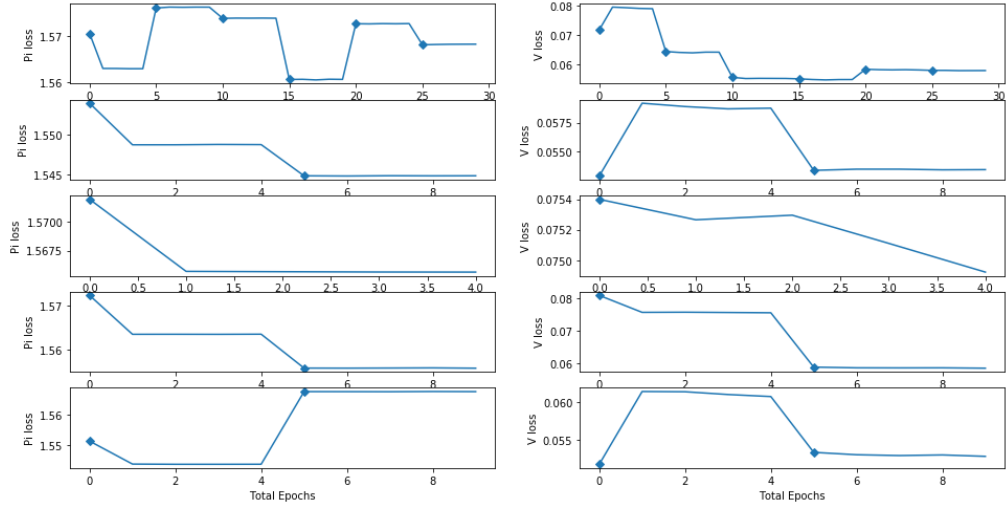 Pi loss
1.57
1.56
0 5 10 15 20 25 30
V loss
0.08
0.07
0.06
0 5 10 15 20 25 30
Pi loss
1.550
1.545
0 2 4 6 8
V loss
0.0575
0.0550
0 2 4 6 8
Pi loss
1.5700
1.5675
0.0 0.5 1.0 1.5 2.0 2.5 3.0 3.5 4.0
V loss
0.0754
0.0752
0.0750
0.0 0.5 1.0 1.5 2.0 2.5 3.0 3.5 4.0
Pi loss
1.57
1.56
0 2 4 6 8
V loss
0.08
0.07
0.06
0 2 4 6 8
Pi loss
1.56
1.55
0 2 4 6 8
Total Epochs
V loss
0.060
0.055
0 2 4 6 8
Total Epochs